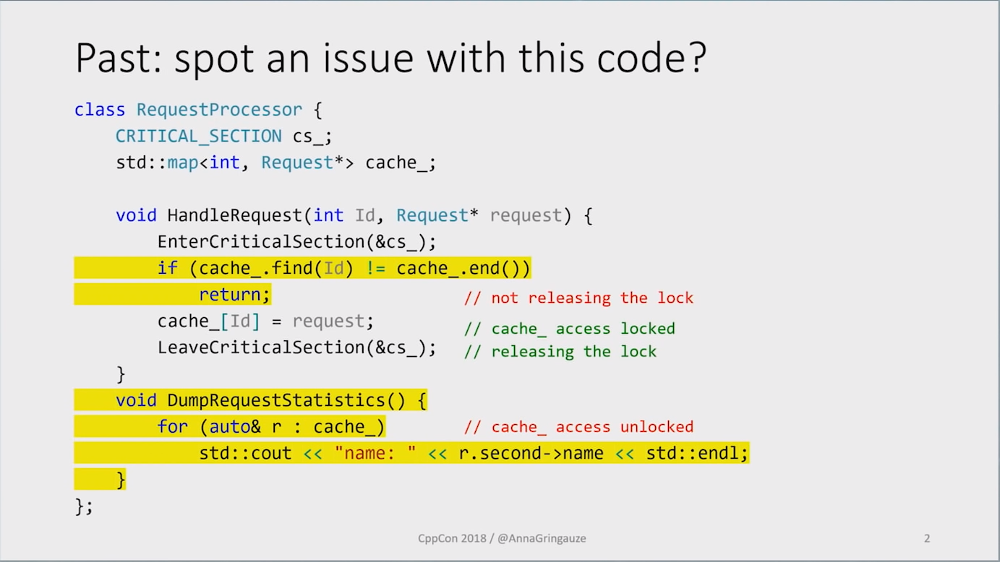 Past: spot an issue with this code?
class RequestProcessor {
    CRITICAL_SECTION cs_;
    std::map<int, Request*> cache_;
    void HandleRequest(int Id, Request* request) {
        EnterCriticalSection(&cs_);
        if (cache_.find(Id) != cache_.end())
            return; // not releasing the lock
        cache_[Id] = request; // cache_ access locked
        LeaveCriticalSection(&cs_); // releasing the lock
    }
    void DumpRequestStatistics() {
        for (auto& r : cache_) // cache_ access unlocked
            std::cout << "name: " << r.second->name << std::endl;
    }
};
CppCon 2018 / @AnnaGringauze 2